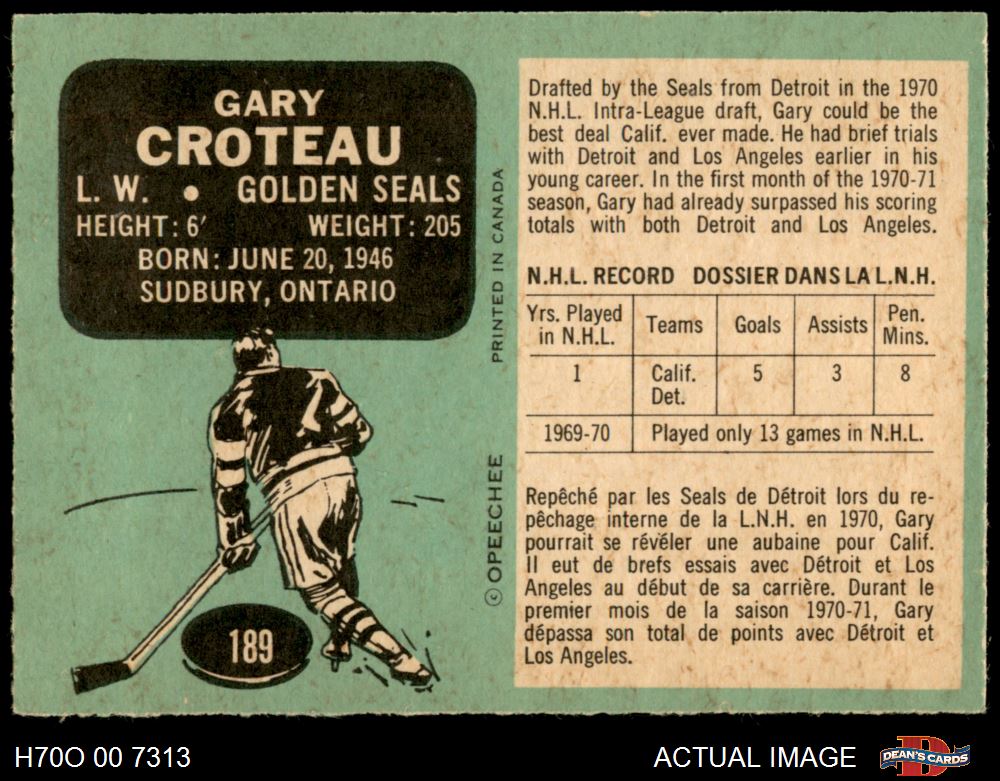 GARY
CROTEAU
L. W. • GOLDEN SEALS
HEIGHT: 6′ WEIGHT: 205
BORN: JUNE 20, 1946
SUDBURY, ONTARIO
189
© OPEECHEE PRINTED IN CANADA
Drafted by the Seals from Detroit in the 1970
N.H.L. Intra-League draft, Gary could be the
best deal Calif. ever made. He had brief trials
with Detroit and Los Angeles earlier in his
young career. In the first month of the 1970-71
season, Gary had already surpassed his scoring
totals with both Detroit and Los Angeles.
N.H.L. RECORD DOSSIER DANS LA L.N.H.
Yrs. Played in N.H.L. Teams Goals Assists Pen. Mins.
1 Calif. Det. 5 3 8
1969-70 Played only 13 games in N.H.L.
Repêché par les Seals de Détroit lors du re-
pêchage interne de la L.N.H. en 1970, Gary
pourrait se révéler une aubaine pour Calif.
Il eut de brefs essais avec Détroit et Los
Angeles au début de sa carrière. Durant le
premier mois de la saison 1970-71, Gary
dépassa son total de points avec Détroit et
Los Angeles.
H70O 00 7313
ACTUAL IMAGE
DEAN'S CARDS